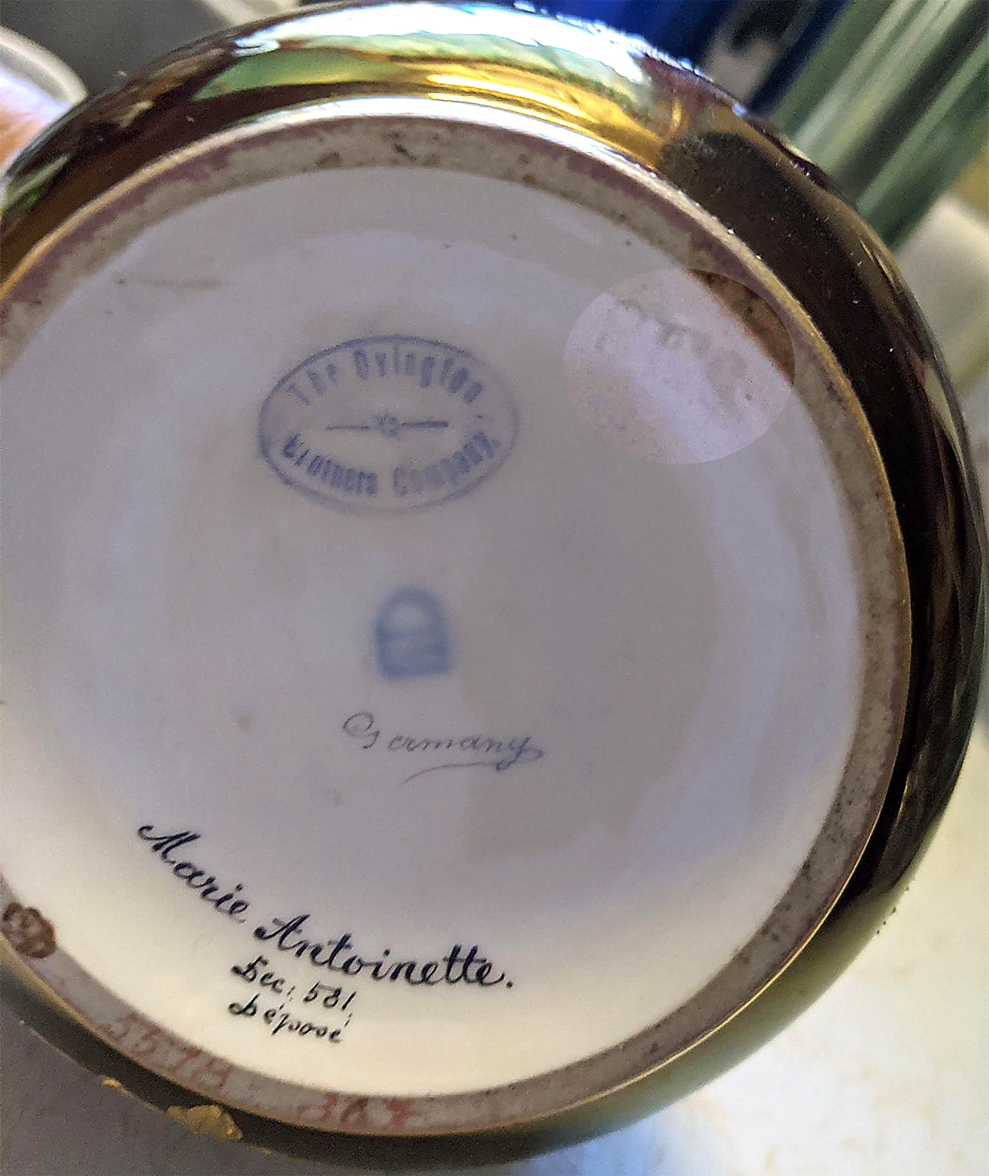 The Ovington
Brothers Company.
Germany
Marie Antoinette.
Dec. 581.
Déposé